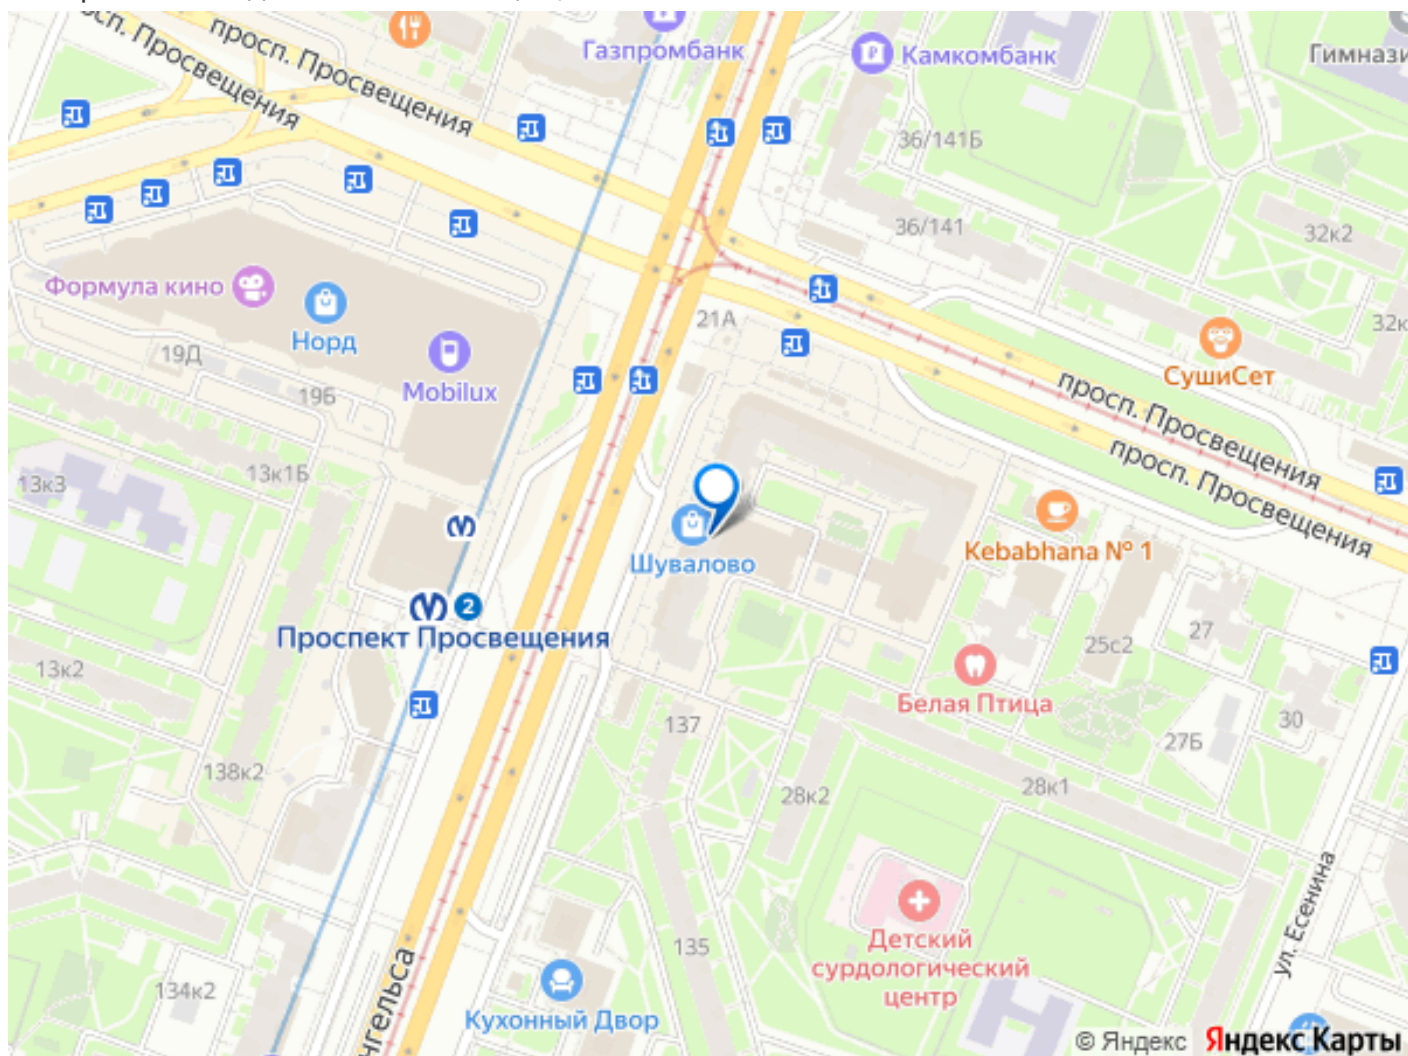 просп. Просвещения
просп. Просвещения
Газпромбанк
Камкомбанк
36/141Б
36/141
32к2
Формула кино
Норд
19Д
Mobilux
19Б
21А
СушиСет
просп. Просвещения
просп. Просвещения
13к3
13к1Б
Шувалово
Kebabhana № 1
2
Проспект Просвещения
13к2
27
25с2
Белая Птица
137
30
27Б
138к2
28к2
28к1
ул. Есенина
135
Детский
сурдологический
центр
134к2
Кухонный Двор
© Яндекс Яндекс Карты